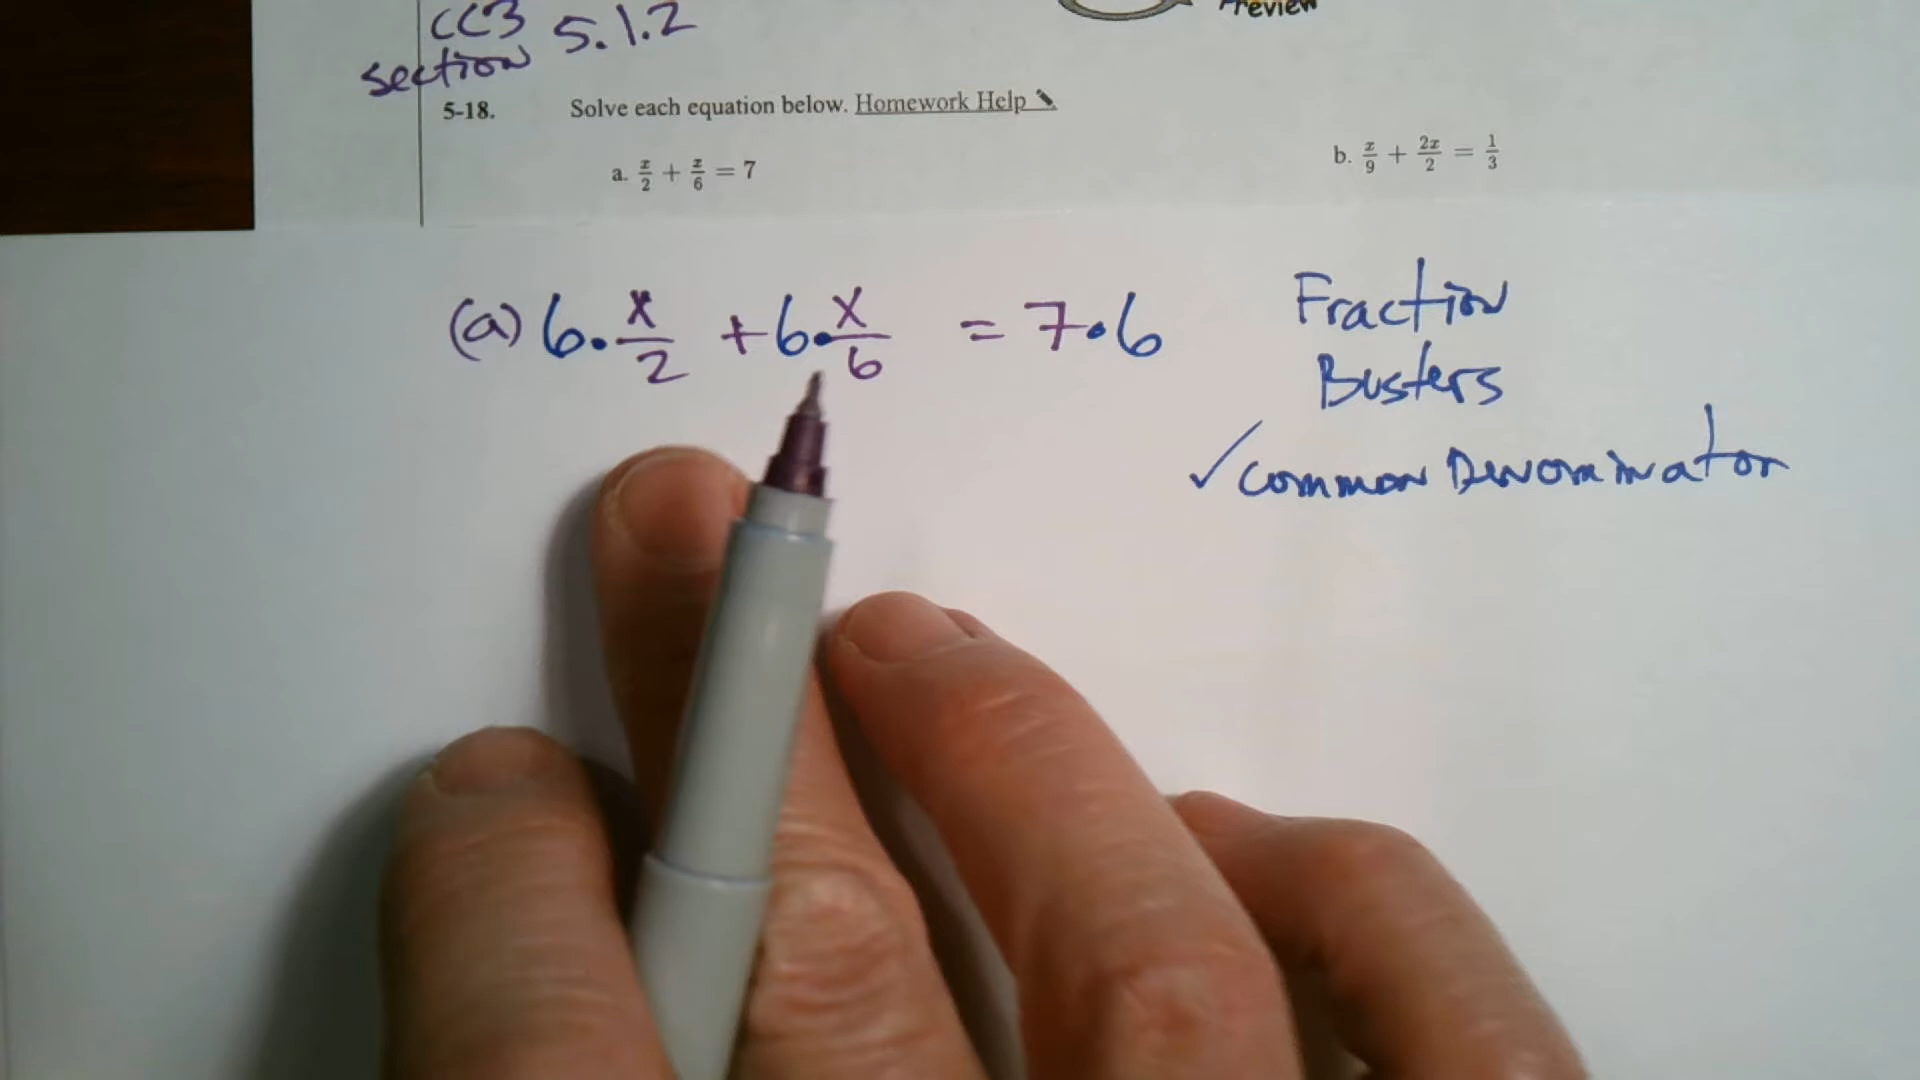 CC3
section 5.1.2
Preview
5-18. Solve each equation below. Homework Help ✎
a. x/2 + x/6 = 7
b. x/9 + 2x/2 = 1/3
(a) 6 • x/2 + 6 • x/6 = 7 • 6
Fraction
Busters
✓ Common Denominator